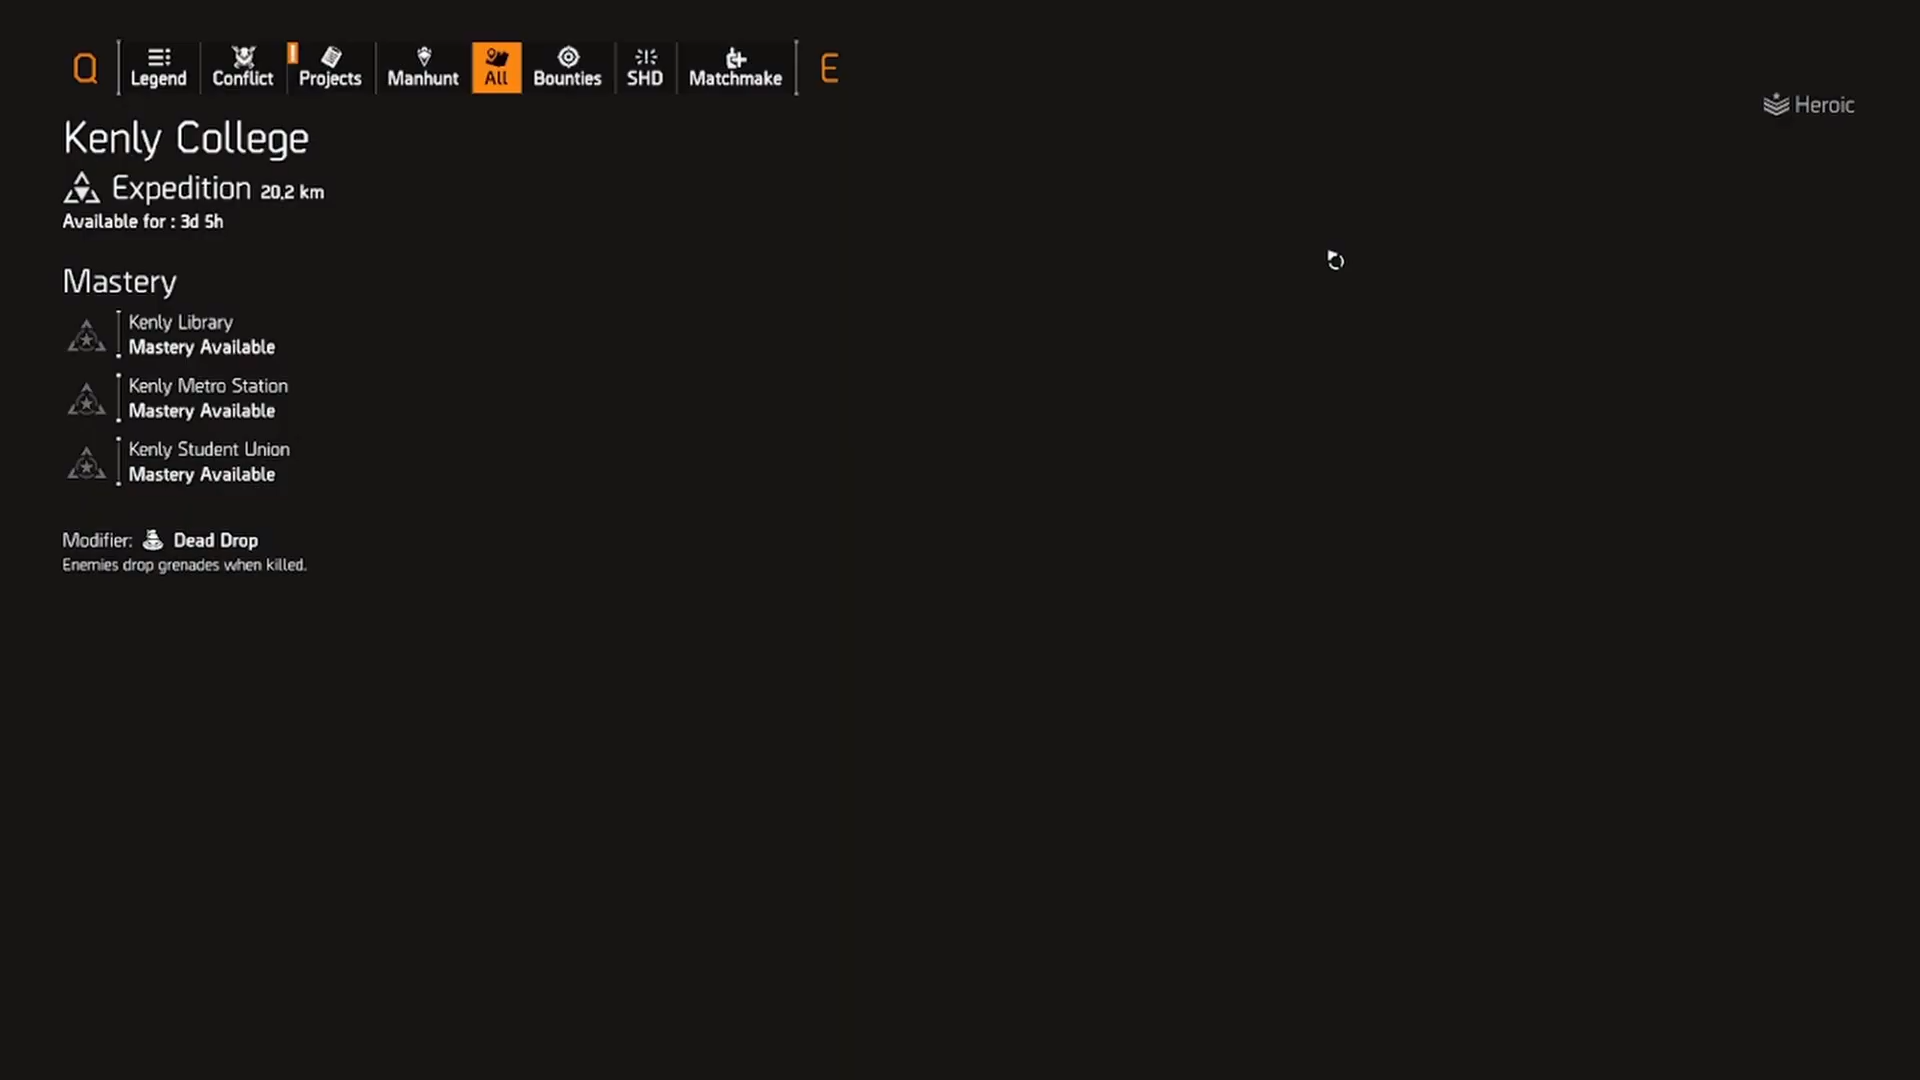 Q Legend Conflict Projects Manhunt All Bounties SHD Matchmake E
Heroic
Kenly College
Expedition 20.2 km
Available for : 3d 5h
Mastery
Kenly Library
Mastery Available
Kenly Metro Station
Mastery Available
Kenly Student Union
Mastery Available
Modifier: Dead Drop
Enemies drop grenades when killed.